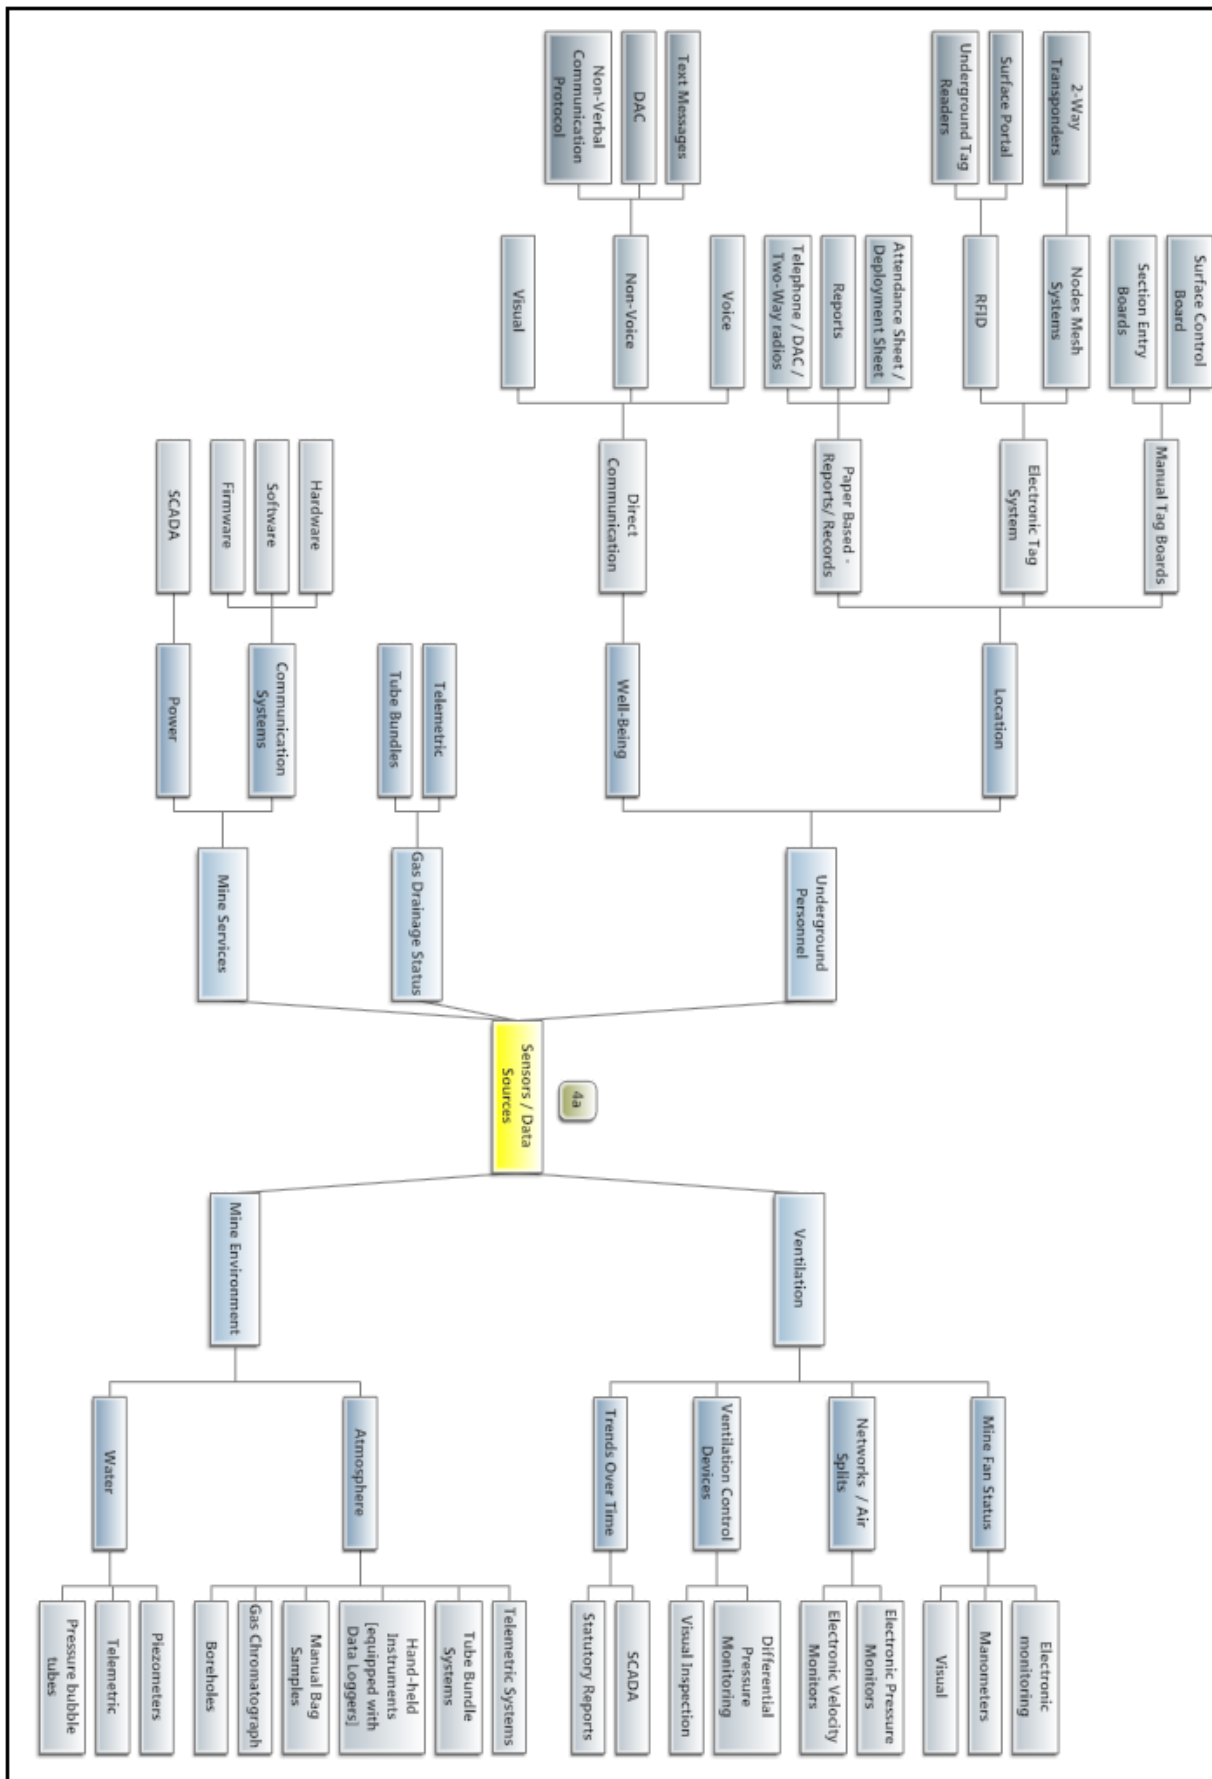 2-Way
Transponders
Surface Portal
Underground Tag
Readers
Text Messages
DAC
Non-Verbal
Communication
Protocol
Surface Control
Board
Section Entry
Boards
Nodes Mesh
Systems
RFID
Attendance Sheet /
Deployment Sheet
Reports
Telephone / DAC /
Two-Way radios
Voice
Non-Voice
Visual
Manual Tag Boards
Electronic Tag
System
Paper Based -
Reports/ Records
Direct
Communication
Hardware
Software
Firmware
SCADA
Location
Well-Being
Telemetric
Tube Bundles
Communication
Systems
Power
Underground
Personnel
Gas Drainage Status
Mine Services
4a
Sensors / Data
Sources
Ventilation
Mine Environment
Mine Fan Status
Networks / Air
Splits
Ventilation Control
Devices
Trends Over Time
Atmosphere
Water
Electronic
monitoring
Manometers
Visual
Electronic Pressure
Monitors
Electronic Velocity
Monitors
Differential
Pressure
Monitoring
Visual Inspection
SCADA
Statutory Reports
Telemetric Systems
Tube Bundle
Systems
Hand-held
Instruments
[equipped with
Data Loggers]
Manual Bag
Samples
Gas Chromatograph
Boreholes
Piezometers
Telemetric
Pressure bubble
tubes